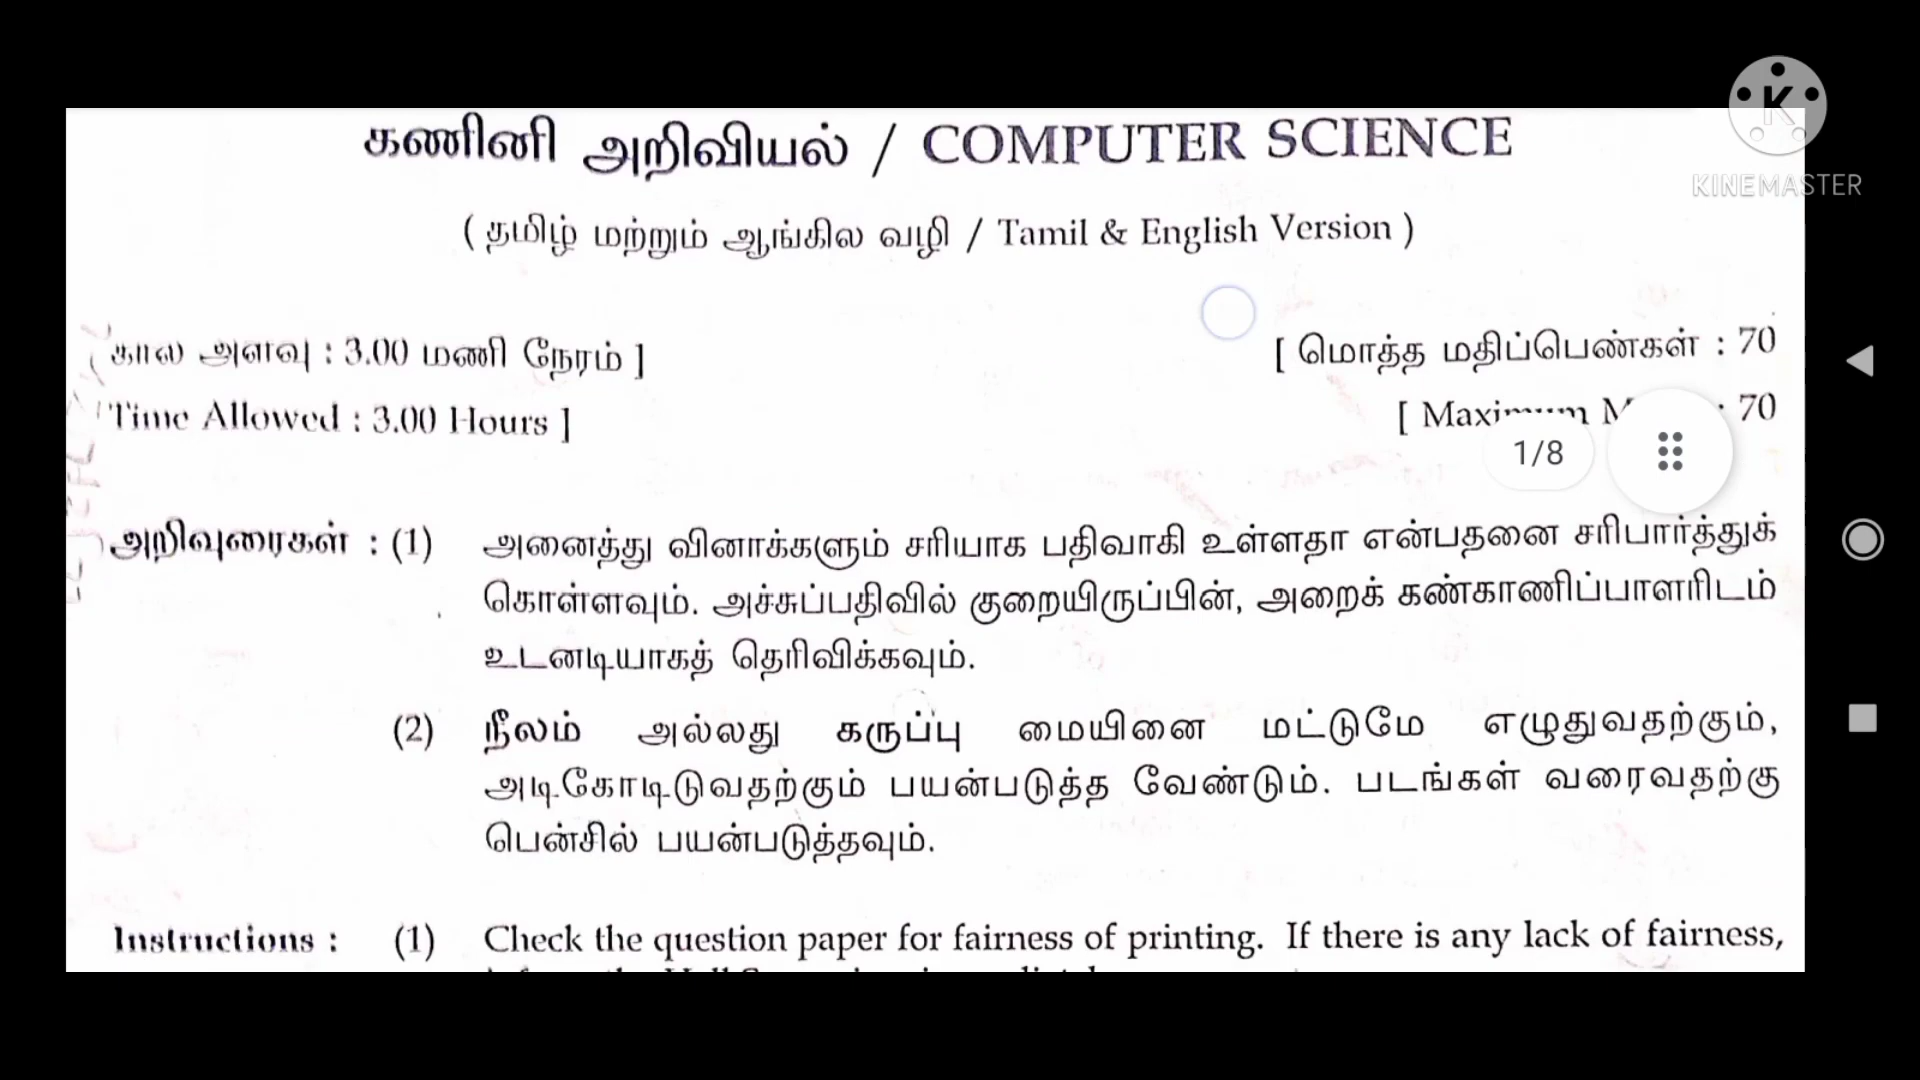 கணினி அறிவியல் / COMPUTER SCIENCE
K
KINEMASTER
( தமிழ் மற்றும் ஆங்கில வழி / Tamil & English Version )
கால அளவு : 3.00 மணி நேரம் ]
[ மொத்த மதிப்பெண்கள் : 70
Time Allowed : 3.00 Hours ]
[ Maximum : 70
1/8
அறிவுரைகள் : (1) அனைத்து வினாக்களும் சரியாக பதிவாகி உள்ளதா என்பதனை சரிபார்த்துக்
கொள்ளவும். அச்சுப்பதிவில் குறையிருப்பின், அறைக் கண்காணிப்பாளரிடம்
உடனடியாகத் தெரிவிக்கவும்.
(2) நீலம் அல்லது கருப்பு மையினை மட்டுமே எழுதுவதற்கும்,
அடிகோடிடுவதற்கும் பயன்படுத்த வேண்டும். படங்கள் வரைவதற்கு
பென்சில் பயன்படுத்தவும்.
Instructions : (1) Check the question paper for fairness of printing. If there is any lack of fairness,